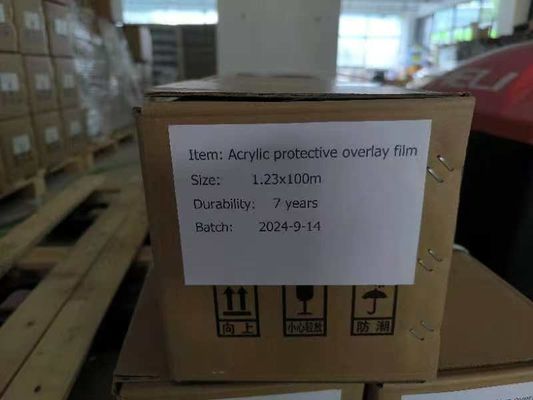 Item: Acrylic protective overlay film
Size: 1.23x100m
Durability: 7 years
Batch: 2024-9-14
向上
小心轻放
防潮
ELI